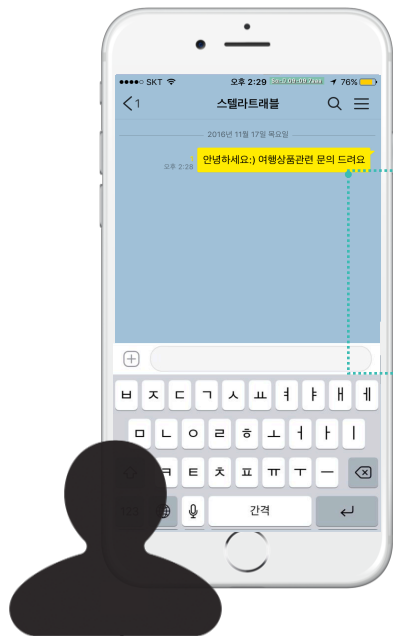 SKT 오후 2:29 76%
1 스텔라트래블
2016년 11월 17일 목요일
안녕하세요:) 여행상품관련 문의 드려요
오후 2:28
ㅂ ㅈ ㄷ ㄱ ㅅ ㅛ ㅕ ㅑ ㅐ ㅔ
ㅁ ㄴ ㅇ ㄹ ㅎ ㅗ ㅓ ㅏ ㅣ
ㅋ ㅌ ㅊ ㅍ ㅠ ㅜ ㅡ
123 간격